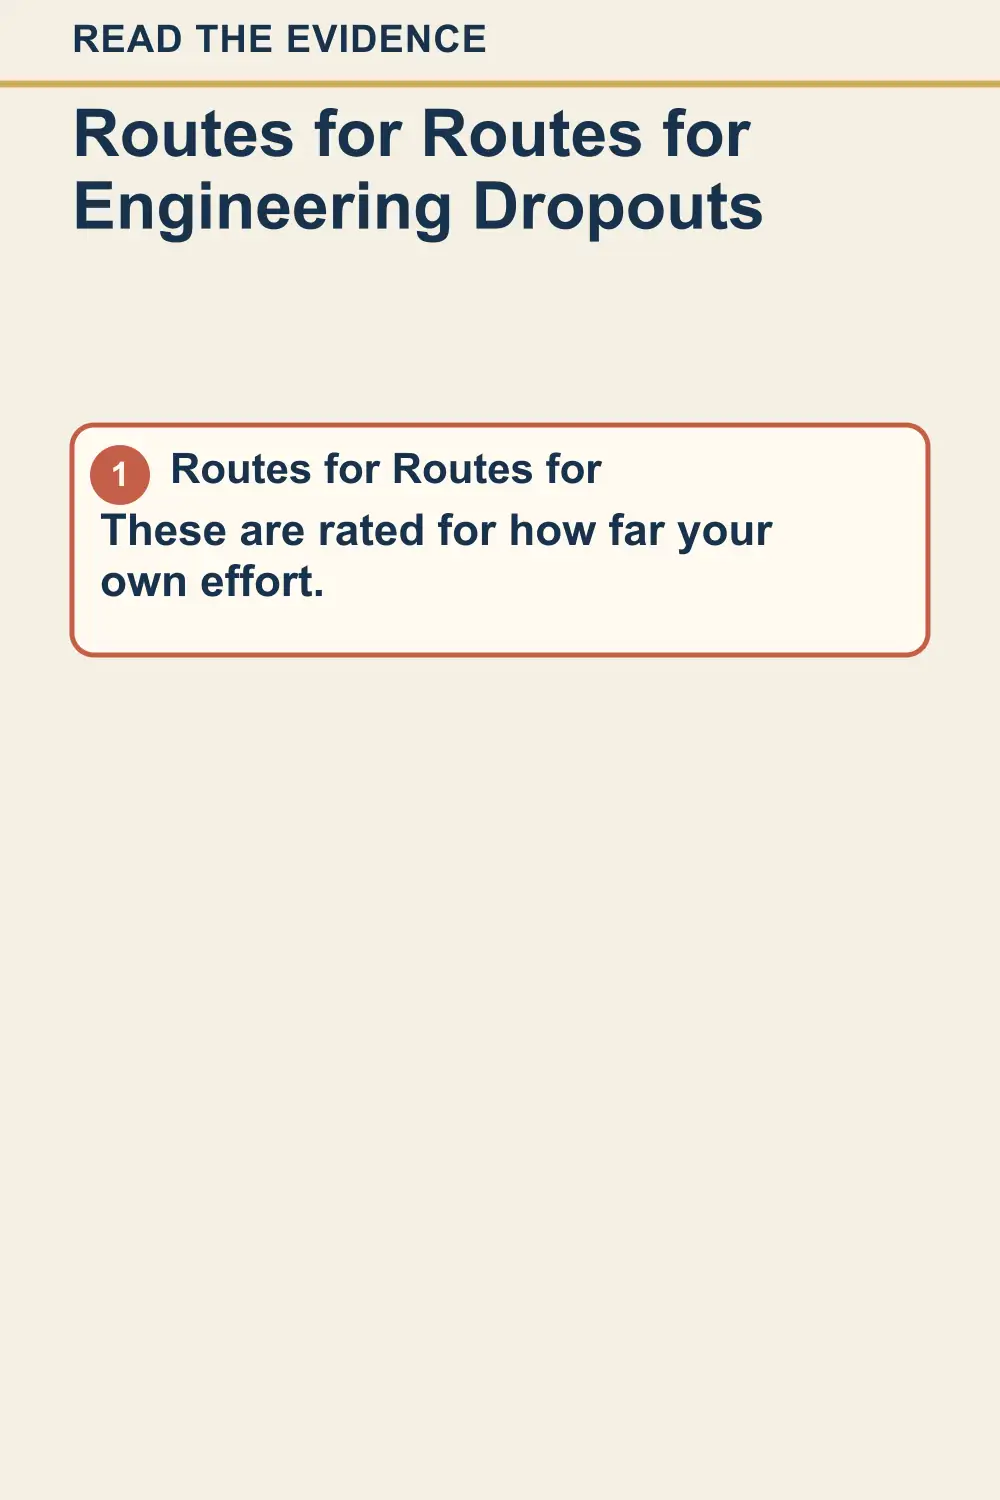 READ THE EVIDENCE
Routes for Routes for
Engineering Dropouts
1 Routes for Routes for
These are rated for how far your
own effort.